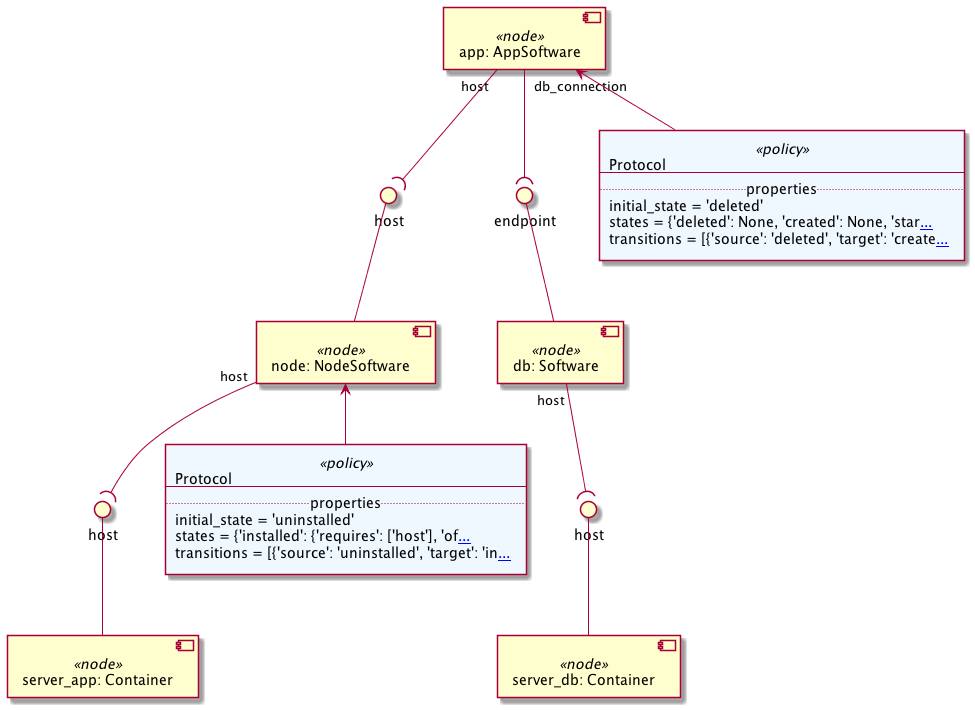 «node»
app: AppSoftware
host
db_connection
«policy»
Protocol
properties
initial_state = 'deleted'
states = {'deleted': None, 'created': None, 'star...
transitions = [{'source': 'deleted', 'target': 'create...
host
endpoint
«node»
node: NodeSoftware
«node»
db: Software
host
host
«policy»
Protocol
properties
initial_state = 'uninstalled'
states = {'installed': {'requires': ['host'], 'of...
transitions = [{'source': 'uninstalled', 'target': 'in...
host
host
«node»
server_app: Container
«node»
server_db: Container